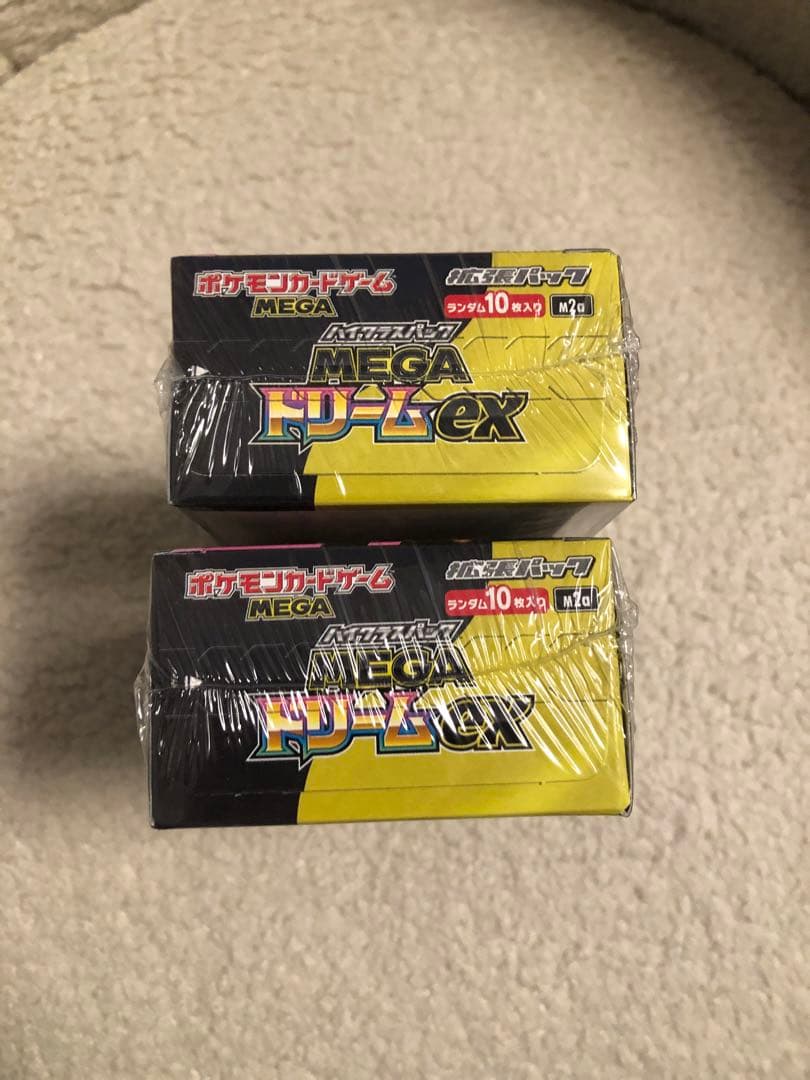 ポケモンカードゲーム
MEGA
拡張パック
ランダム10枚入り
M2a
ハイクラスパック
MEGA
ドリームex
ポケモンカードゲーム
MEGA
拡張パック
ランダム10枚入り
M2a
ハイクラスパック
MEGA
ドリームex